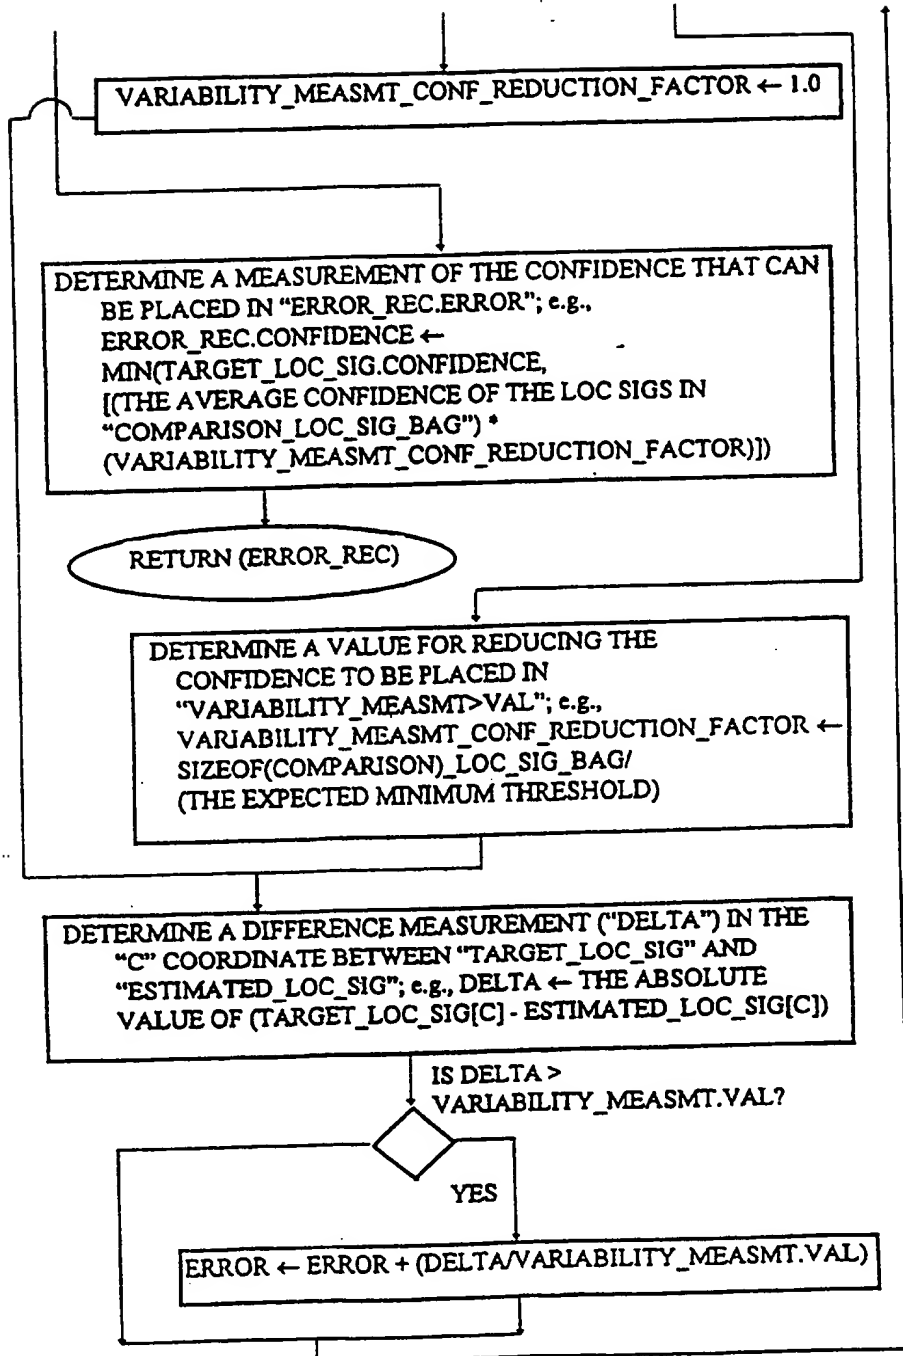 VARIABILITY_MEASMT_CONF_REDUCTION_FACTOR ← 1.0
DETERMINE A MEASUREMENT OF THE CONFIDENCE THAT CAN
BE PLACED IN “ERROR_REC.ERROR”; e.g.,
ERROR_REC.CONFIDENCE ←
MIN(TARGET_LOC_SIG.CONFIDENCE,
[(THE AVERAGE CONFIDENCE OF THE LOC SIGS IN
“COMPARISON_LOC_SIG_BAG”) *
(VARIABILITY_MEASMT_CONF_REDUCTION_FACTOR)])
RETURN (ERROR_REC)
DETERMINE A VALUE FOR REDUCING THE
CONFIDENCE TO BE PLACED IN
“VARIABILITY_MEASMT>VAL”; e.g.,
VARIABILITY_MEASMT_CONF_REDUCTION_FACTOR ←
SIZEOF(COMPARISON)_LOC_SIG_BAG/
(THE EXPECTED MINIMUM THRESHOLD)
DETERMINE A DIFFERENCE MEASUREMENT ("DELTA") IN THE
“C” COORDINATE BETWEEN “TARGET_LOC_SIG” AND
“ESTIMATED_LOC_SIG”; e.g., DELTA ← THE ABSOLUTE
VALUE OF (TARGET_LOC_SIG[C] - ESTIMATED_LOC_SIG[C])
IS DELTA >
VARIABILITY_MEASMT.VAL?
YES
ERROR ← ERROR + (DELTA/VARIABILITY_MEASMT.VAL)